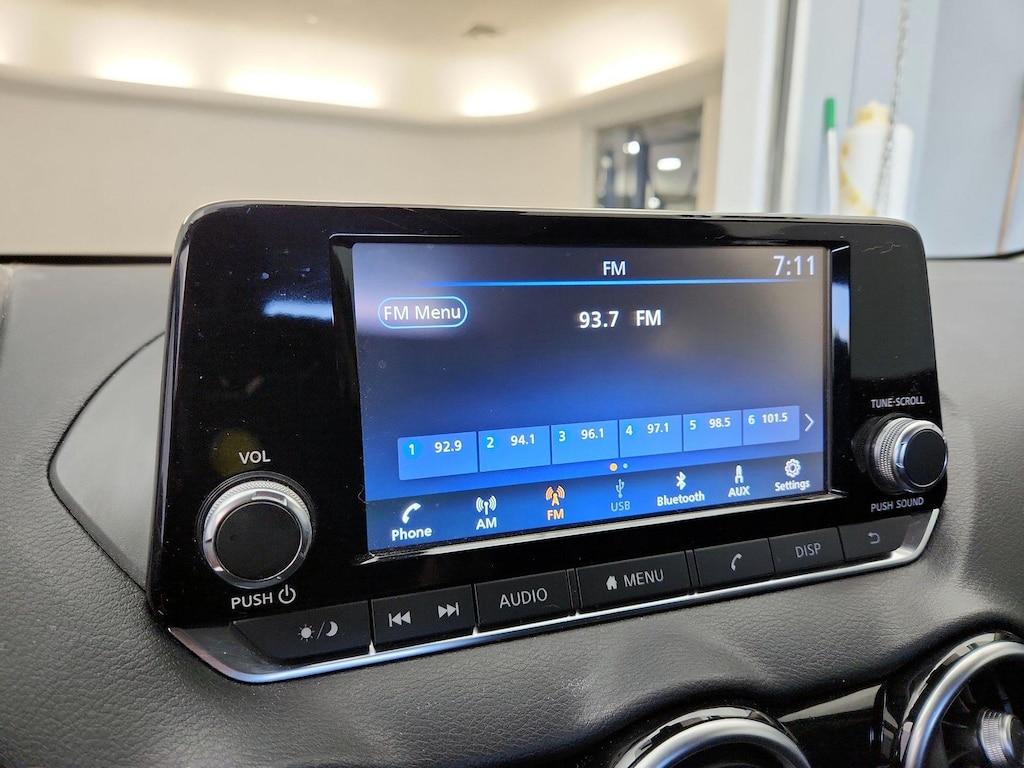 FM 7:11
FM Menu
93.7 FM
1 92.9 2 94.1 3 96.1 4 97.1 5 98.5 6 101.5
Phone AM FM USB Bluetooth AUX Settings
VOL
PUSH
TUNE·SCROLL
PUSH SOUND
AUDIO MENU DISP